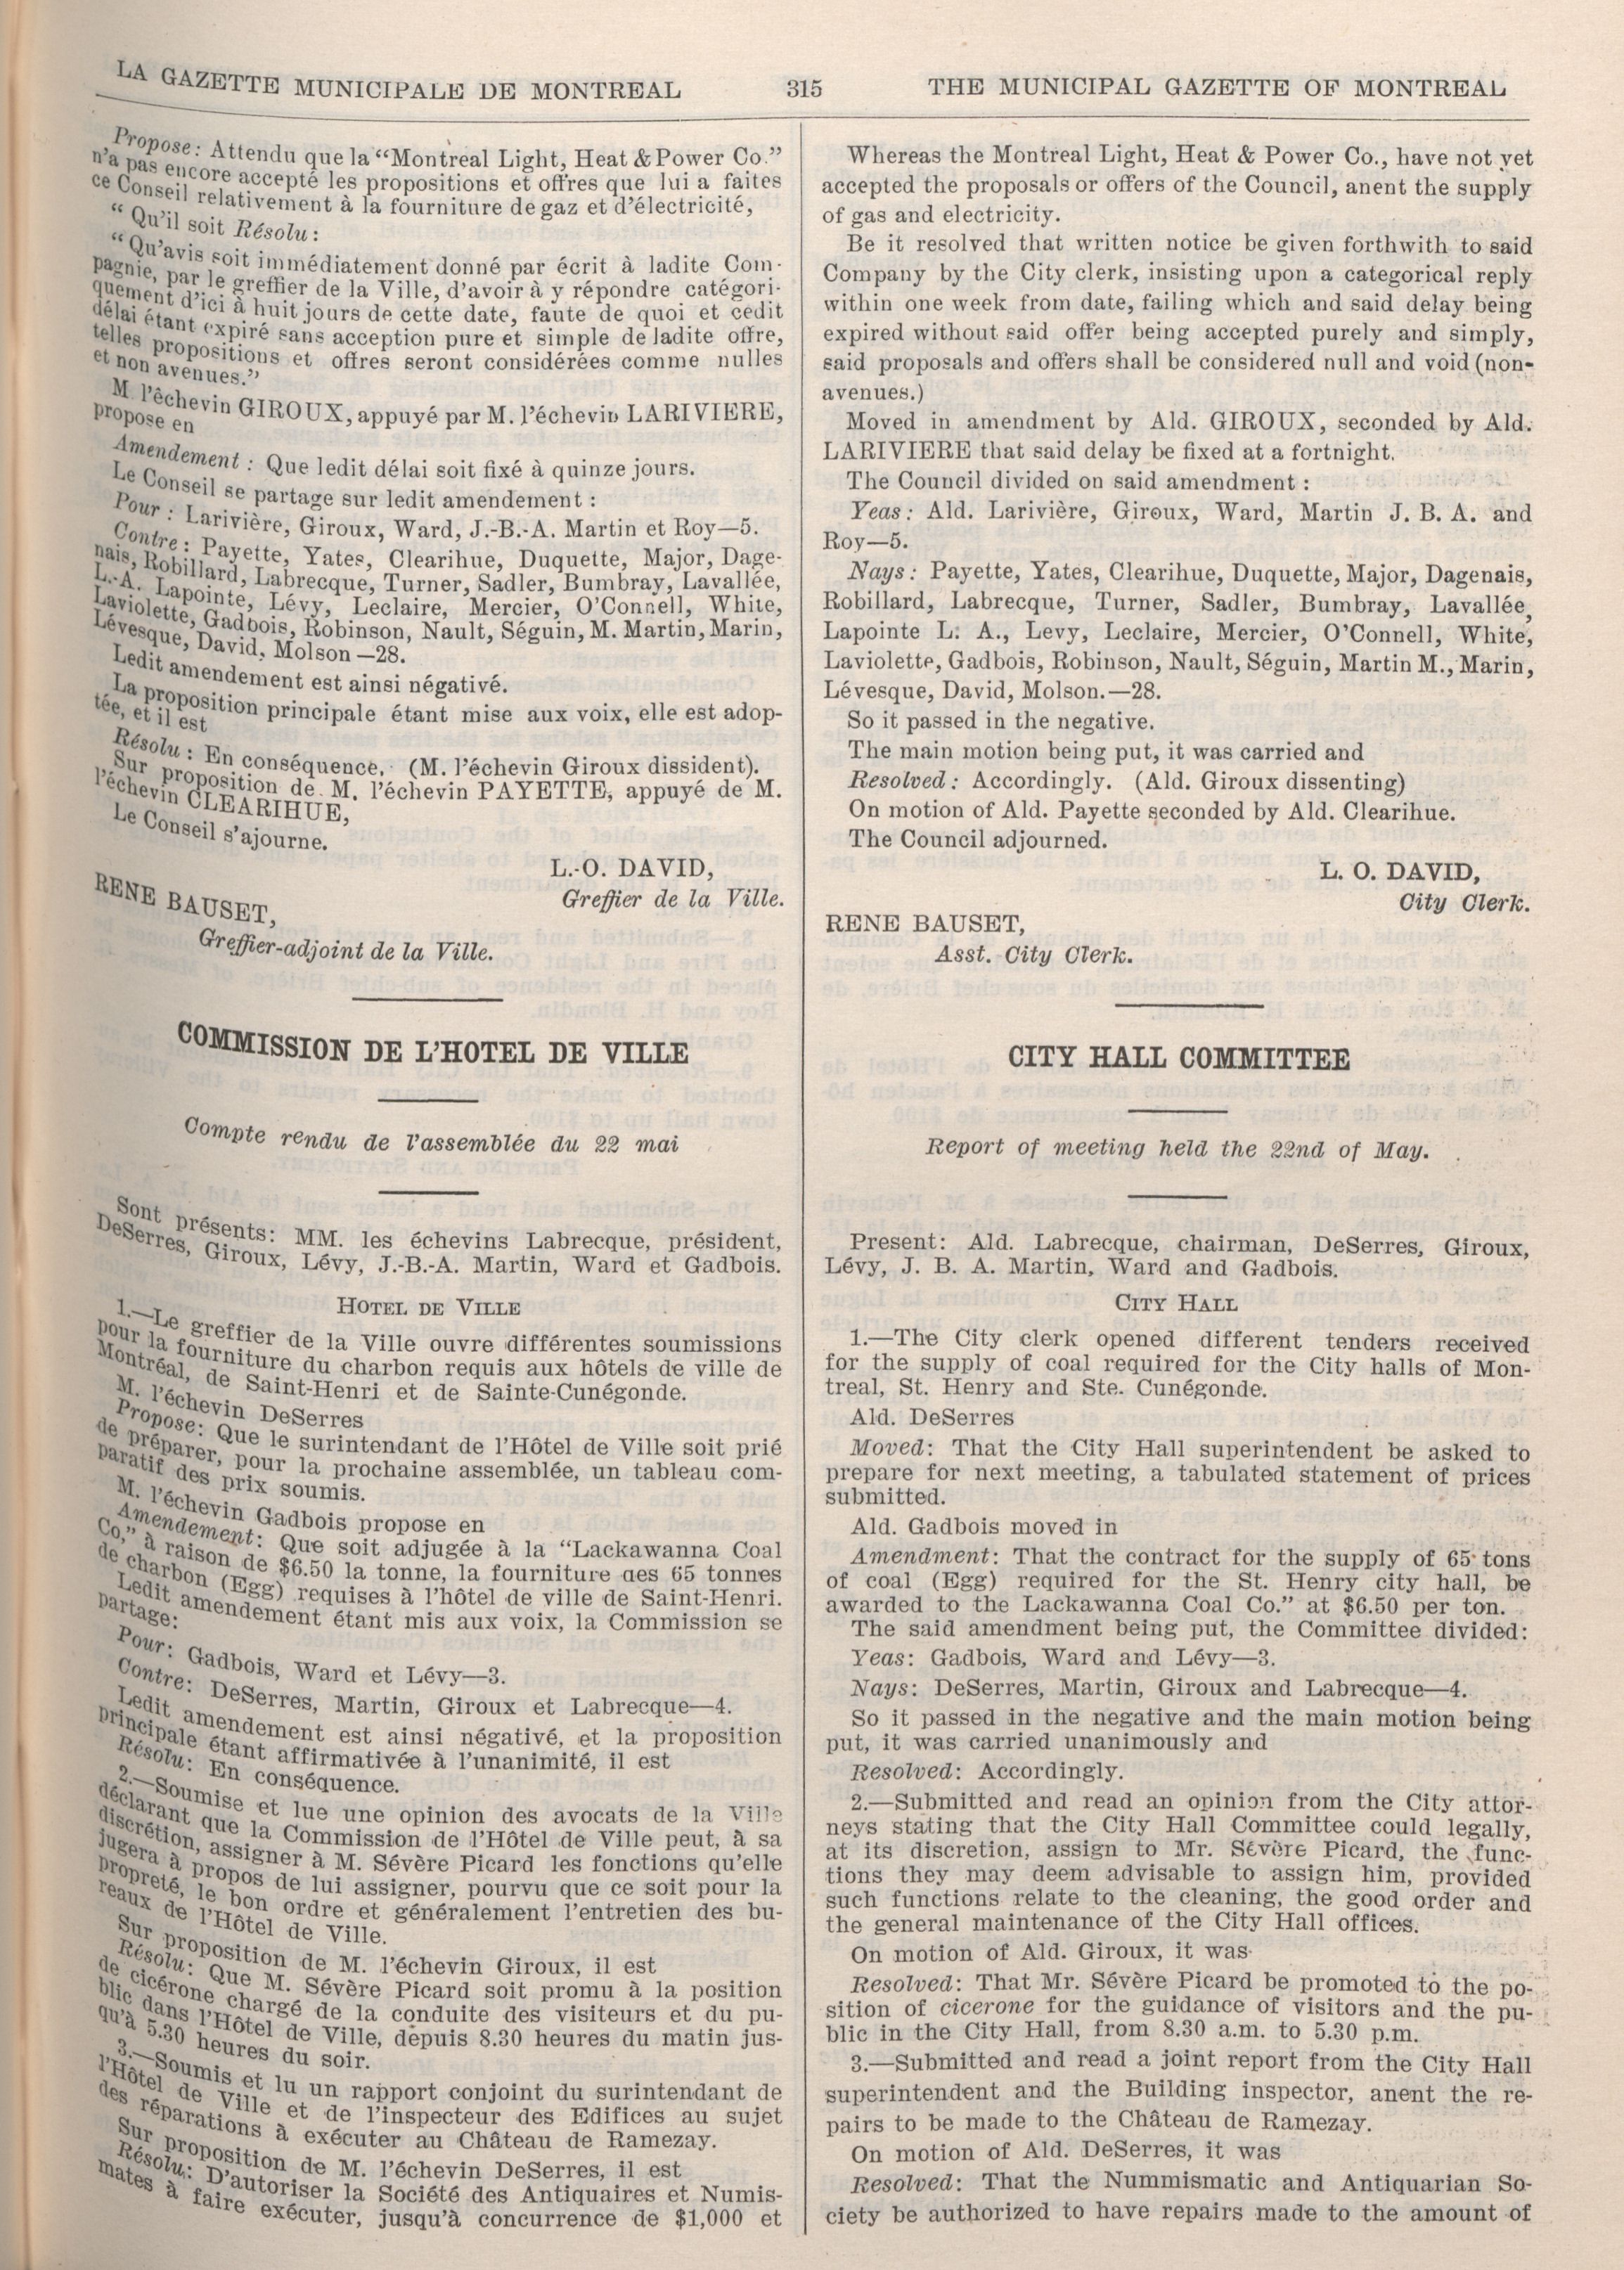 LA GAZETTE MUNICIPALE DE MONTREAL
315
THE MUNICIPAL GAZETTE OF MONTREAL
Propose: Attendu que la "Montreal Light, Heat & Power Co."
n'a pas encore accepté les propositions et offres que lui a faites
ce Conseil relativement à la fourniture de gaz et d'électricité,
"Qu'il soit Résolu:
"Qu'avis soit immédiatement donné par écrit à ladite Com-
pagnie, par le greffier de la Ville, d'avoir à y répondre catégori-
quement d'ici à huit jours de cette date, faute de quoi et cedit
délai étant expiré sans acception pure et simple de ladite offre,
telles propositions et offres seront considérées comme nulles
et non avenues."
M l'êchevin GIROUX, appuyé par M. l'échevin LARIVIERE,
propose en
Amendement: Que ledit délai soit fixé à quinze jours.
Le Conseil se partage sur ledit amendement:
Pour: Larivière, Giroux, Ward, J.-B.-A. Martin et Roy—5.
Contre: Payette, Yates, Clearihue, Duquette, Major, Dage-
nais, Robillard, Labrecque, Turner, Sadler, Bumbray, Lavallée,
L.-A. Lapointe, Lévy, Leclaire, Mercier, O'Connell, White,
Laviolette, Gadbois, Robinson, Nault, Séguin, M. Martin, Marin,
Lévesque, David, Molson—28.
Ledit amendement est ainsi négativé.
La proposition principale étant mise aux voix, elle est adop-
tée, et il est
Résolu: En conséquence. (M. l'échevin Giroux dissident).
Sur proposition de M. l'échevin PAYETTE, appuyé de M.
l'échevin CLEARIHUE,
Le Conseil s'ajourne.
L.-O. DAVID,
Greffier de la Ville.
RENE BAUSET,
Greffier-adjoint de la Ville.
COMMISSION DE L'HOTEL DE VILLE
Compte rendu de l'assemblée du 22 mai
Sont présents: MM. les échevins Labrecque, président,
DeSerres, Giroux, Lévy, J.-B.-A. Martin, Ward et Gadbois.
HOTEL DE VILLE
1.—Le greffier de la Ville ouvre différentes soumissions
pour la fourniture du charbon requis aux hôtels de ville de
Montréal, de Saint-Henri et de Sainte-Cunégonde.
M. l'échevin DeSerres
Propose: Que le surintendant de l'Hôtel de Ville soit prié
de préparer, pour la prochaine assemblée, un tableau com-
paratif des prix soumis.
M. l'échevin Gadbois propose en
Amendement: Que soit adjugée à la "Lackawanna Coal
Co," à raison de $6.50 la tonne, la fourniture des 65 tonnes
de charbon (Egg) requises à l'hôtel de ville de Saint-Henri.
Ledit amendement étant mis aux voix, la Commission se
partage:
Pour: Gadbois, Ward et Lévy—3.
Contre: DeSerres, Martin, Giroux et Labrecque—4.
Ledit amendement est ainsi négativé, et la proposition
principale étant affirmativée à l'unanimité, il est
Résolu: En conséquence.
2.—Soumise et lue une opinion des avocats de la Ville
déclarant que la Commission de l'Hôtel de Ville peut, à sa
discrétion, assigner à M. Sévère Picard les fonctions qu'elle
jugera à propos de lui assigner, pourvu que ce soit pour la
propreté, le bon ordre et généralement l'entretien des bu-
reaux de l'Hôtel de Ville.
Sur proposition de M. l'échevin Giroux, il est
Résolu: Que M. Sévère Picard soit promu à la position
de cicérone chargé de la conduite des visiteurs et du pu-
blic dans l'Hôtel de Ville, depuis 8.30 heures du matin jus-
qu'à 5.30 heures du soir.
3.—Soumis et lu un rapport conjoint du surintendant de
l'Hôtel de Ville et de l'inspecteur des Edifices au sujet
des réparations à exécuter au Château de Ramezay.
Sur proposition de M. l'échevin DeSerres, il est
Résolu: D'autoriser la Société des Antiquaires et Numis-
mates à faire exécuter, jusqu'à concurrence de $1,000 et
Whereas the Montreal Light, Heat & Power Co., have not yet
accepted the proposals or offers of the Council, anent the supply
of gas and electricity.
Be it resolved that written notice be given forthwith to said
Company by the City clerk, insisting upon a categorical reply
within one week from date, failing which and said delay being
expired without said offer being accepted purely and simply,
said proposals and offers shall be considered null and void (non-
avenues.)
Moved in amendment by Ald. GIROUX, seconded by Ald.
LARIVIERE that said delay be fixed at a fortnight.
The Council divided on said amendment:
Yeas: Ald. Larivière, Giroux, Ward, Martin J. B. A. and
Roy—5.
Nays: Payette, Yates, Clearihue, Duquette, Major, Dagenais,
Robillard, Labrecque, Turner, Sadler, Bumbray, Lavallée,
Lapointe L. A., Levy, Leclaire, Mercier, O'Connell, White,
Laviolette, Gadbois, Robinson, Nault, Séguin, Martin M., Marin,
Lévesque, David, Molson.—28.
So it passed in the negative.
The main motion being put, it was carried and
Resolved: Accordingly. (Ald. Giroux dissenting)
On motion of Ald. Payette seconded by Ald. Clearihue.
The Council adjourned.
L. O. DAVID,
City Clerk.
RENE BAUSET,
Asst. City Clerk.
CITY HALL COMMITTEE
Report of meeting held the 22nd of May.
Present: Ald. Labrecque, chairman, DeSerres, Giroux,
Lévy, J. B. A. Martin, Ward and Gadbois.
CITY HALL
1.—The City clerk opened different tenders received
for the supply of coal required for the City halls of Mon-
treal, St. Henry and Ste. Cunégonde.
Ald. DeSerres
Moved: That the City Hall superintendent be asked to
prepare for next meeting, a tabulated statement of prices
submitted.
Ald. Gadbois moved in
Amendment: That the contract for the supply of 65 tons
of coal (Egg) required for the St. Henry city hall, be
awarded to the Lackawanna Coal Co." at $6.50 per ton.
The said amendment being put, the Committee divided:
Yeas: Gadbois, Ward and Lévy—3.
Nays: DeSerres, Martin, Giroux and Labrecque—4.
So it passed in the negative and the main motion being
put, it was carried unanimously and
Resolved: Accordingly.
2.—Submitted and read an opinion from the City attor-
neys stating that the City Hall Committee could legally,
at its discretion, assign to Mr. Sévère Picard, the func-
tions they may deem advisable to assign him, provided
such functions relate to the cleaning, the good order and
the general maintenance of the City Hall offices.
On motion of Ald. Giroux, it was
Resolved: That Mr. Sévère Picard be promoted to the po-
sition of cicerone for the guidance of visitors and the pu-
blic in the City Hall, from 8.30 a.m. to 5.30 p.m.
3.—Submitted and read a joint report from the City Hall
superintendent and the Building inspector, anent the re-
pairs to be made to the Château de Ramezay.
On motion of Ald. DeSerres, it was
Resolved: That the Nummismatic and Antiquarian So-
ciety be authorized to have repairs made to the amount of